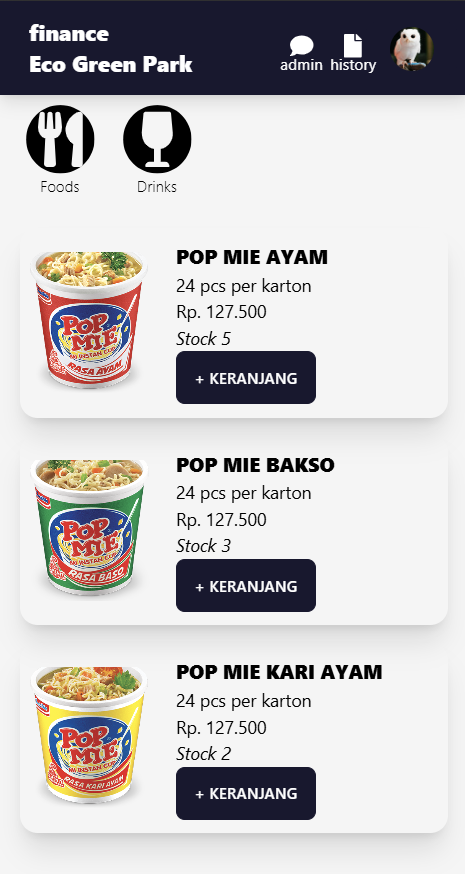 finance
Eco Green Park
admin
history
Foods
Drinks
POP MIE AYAM
24 pcs per karton
Rp. 127.500
Stock 5
+ KERANJANG
POP MIE
MI INSTAN CUP
RASA AYAM
POP MIE BAKSO
24 pcs per karton
Rp. 127.500
Stock 3
+ KERANJANG
POP MIE
MI INSTAN CUP
RASA BASO
POP MIE KARI AYAM
24 pcs per karton
Rp. 127.500
Stock 2
+ KERANJANG
POP MIE
MI INSTAN CUP
RASA KARI AYAM